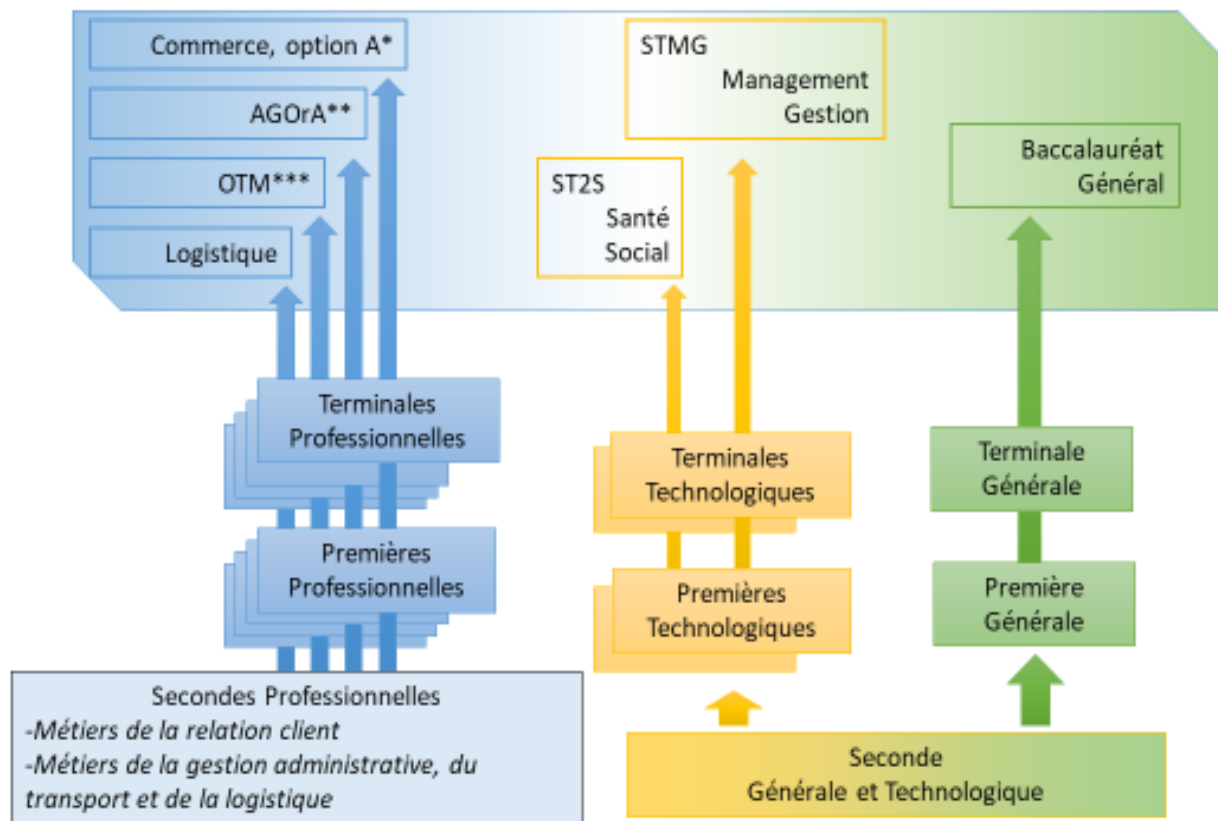 Commerce, option A*
AGOrA**
OTM***
Logistique
STMG
Management
Gestion
ST2S
Santé
Social
Baccalauréat
Général
Terminales
Professionnelles
Terminales
Technologiques
Terminale
Générale
Premières
Professionnelles
Premières
Technologiques
Première
Générale
Secondes Professionnelles
-Métiers de la relation client
-Métiers de la gestion administrative, du
transport et de la logistique
Seconde
Générale et Technologique